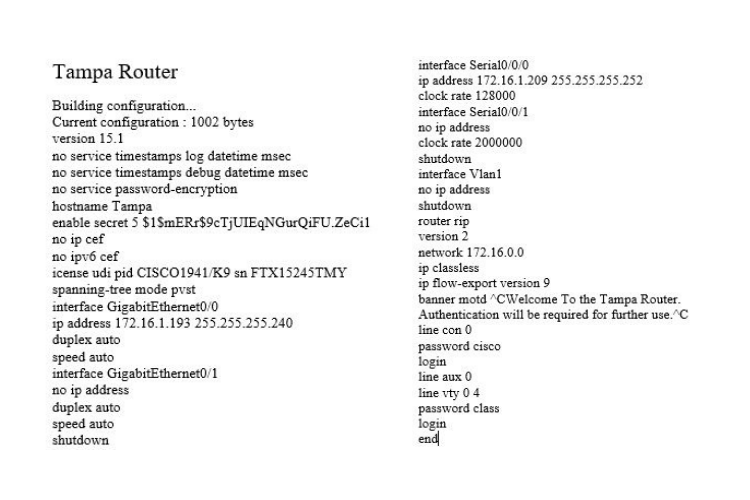 Tampa Router
Building configuration...
Current configuration : 1002 bytes
version 15.1
no service timestamps log datetime msec
no service timestamps debug datetime msec
no service password-encryption
hostname Tampa
enable secret 5 $1$mERr$9cTjUIEqNGurQiFU.ZeCi1
no ip cef
no ipv6 cef
icense udi pid CISCO1941/K9 sn FTX15245TMY
spanning-tree mode pvst
interface GigabitEthernet0/0
ip address 172.16.1.193 255.255.255.240
duplex auto
speed auto
interface GigabitEthernet0/1
no ip address
duplex auto
speed auto
shutdown
interface Serial0/0/0
ip address 172.16.1.209 255.255.255.252
clock rate 128000
interface Serial0/0/1
no ip address
clock rate 2000000
shutdown
interface Vlan1
no ip address
shutdown
router rip
version 2
network 172.16.0.0
ip classless
ip flow-export version 9
banner motd ^CWelcome To the Tampa Router.
Authentication will be required for further use.^C
line con 0
password cisco
login
line aux 0
line vty 0 4
password class
login
end